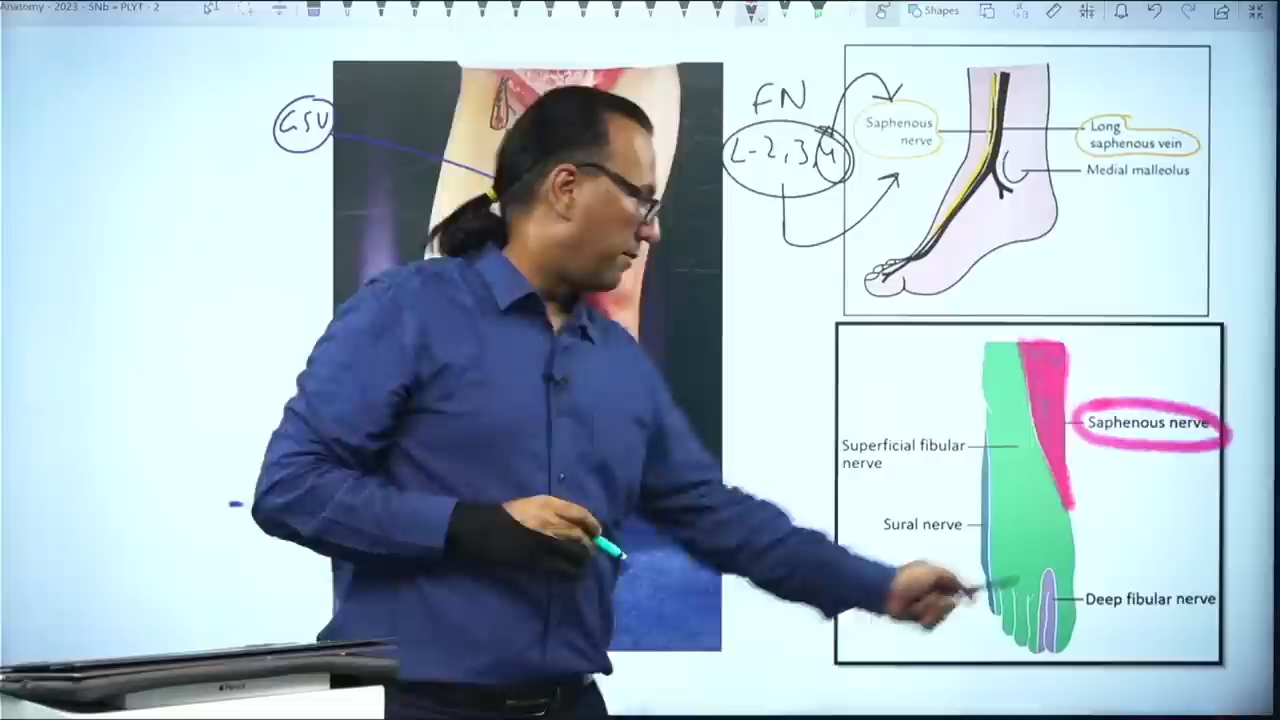 Anatomy - 2023 - SNb = PLYT - 2
Shapes
GSV
FN
L-2,3,4
Saphenous
nerve
Long
saphenous vein
Medial malleolus
Superficial fibular
nerve
Saphenous nerve
Sural nerve
Deep fibular nerve
Pencil